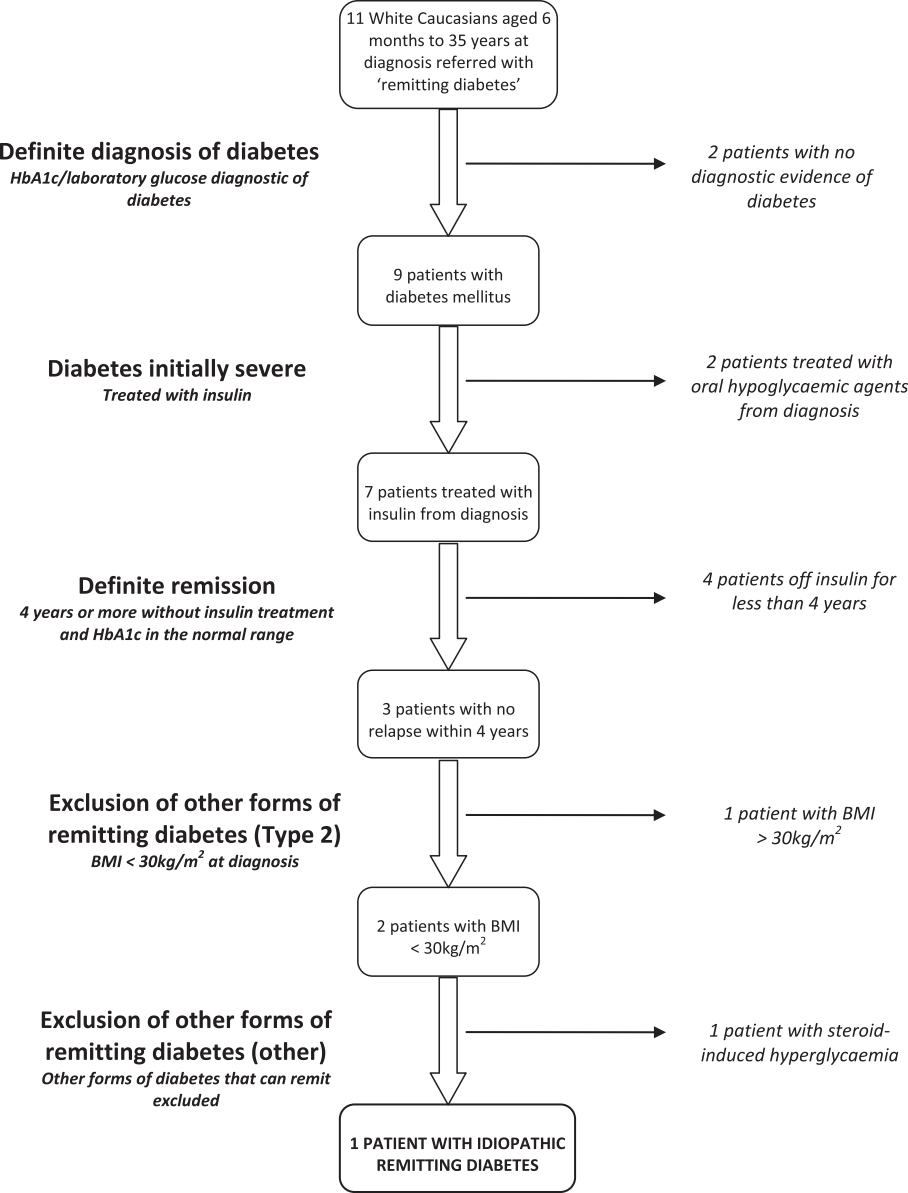 11 White Caucasians aged 6
months to 35 years at
diagnosis referred with
‘remitting diabetes’
Definite diagnosis of diabetes
HbA1c/laboratory glucose diagnostic of
diabetes
2 patients with no
diagnostic evidence of
diabetes
9 patients with
diabetes mellitus
Diabetes initially severe
Treated with insulin
2 patients treated with
oral hypoglycaemic agents
from diagnosis
7 patients treated with
insulin from diagnosis
Definite remission
4 years or more without insulin treatment
and HbA1c in the normal range
4 patients off insulin for
less than 4 years
3 patients with no
relapse within 4 years
Exclusion of other forms of
remitting diabetes (Type 2)
BMI < 30kg/m² at diagnosis
1 patient with BMI
> 30kg/m²
2 patients with BMI
< 30kg/m²
Exclusion of other forms of
remitting diabetes (other)
Other forms of diabetes that can remit
excluded
1 patient with steroid-
induced hyperglycaemia
1 PATIENT WITH IDIOPATHIC
REMITTING DIABETES